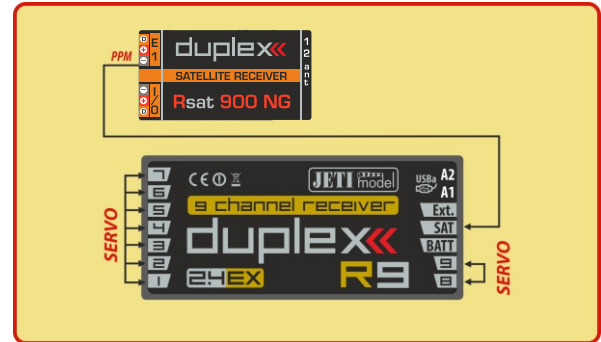 PPM
E
1
duplex
1
2
ant
SATELLITE RECEIVER
I/O
Rsat 900 NG
SERVO
7
6
5
4
3
2
1
CE
JETI model
9 channel receiver
duplex
2.4EX
R9
USBa
A2
A1
Ext.
SAT
BATT
9
8
SERVO